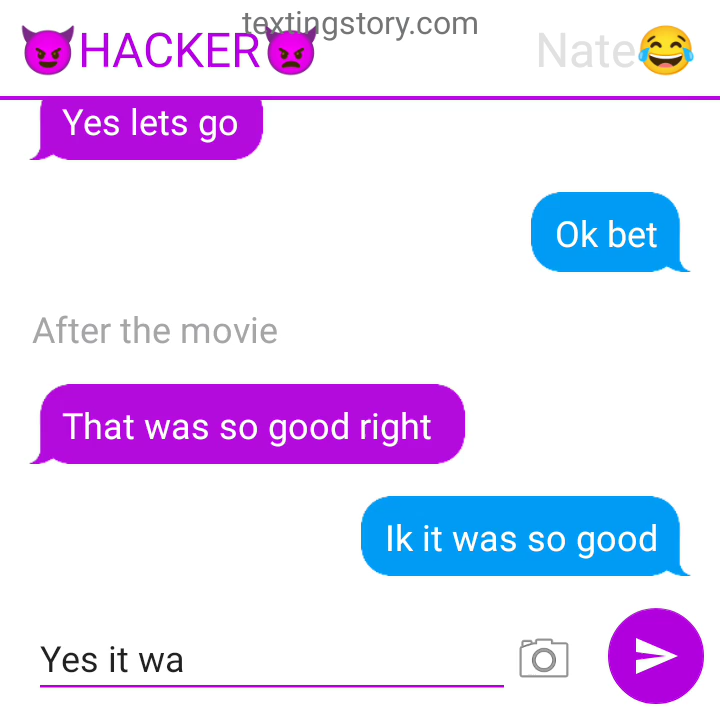 textingstory.com
😈HACKER👿
Nate😂
Yes lets go
Ok bet
After the movie
That was so good right
Ik it was so good
Yes it wa